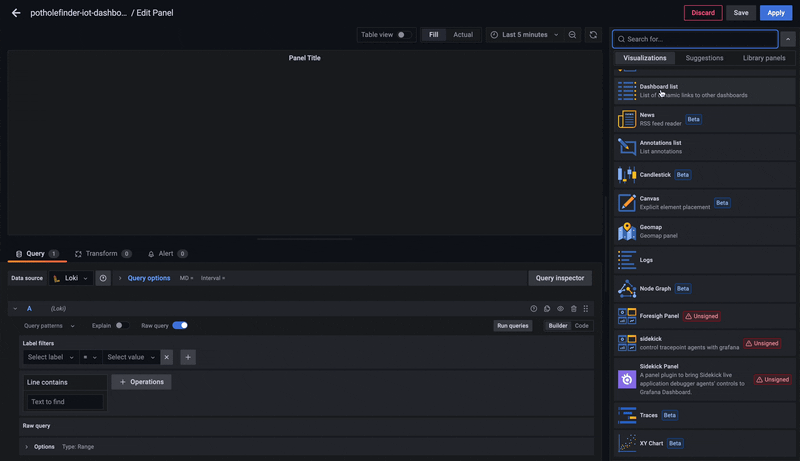 potholefinder-iot-dashbo... / Edit Panel
Discard
Save
Apply
Table view
Fill
Actual
Last 5 minutes
Search for...
Visualizations
Suggestions
Library panels
Panel Title
Dashboard list
List of dynamic links to other dashboards
News
RSS feed reader
Beta
Annotations list
List annotations
Candlestick
Beta
Canvas
Explicit element placement
Beta
Geomap
Geomap panel
Logs
Node Graph
Beta
Foresigh Panel
Unsigned
sidekick
control tracepoint agents with grafana
Unsigned
Sidekick Panel
A panel plugin to bring Sidekick live
application debugger agents' controls to
Grafana Dashboard.
Unsigned
Traces
Beta
XY Chart
Beta
Query 1
Transform 0
Alert 0
Data source
Loki
Query options
MD =
Interval =
Query inspector
A
(Loki)
Query patterns
Explain
Raw query
Run queries
Builder
Code
Label filters
Select label
=
Select value
Line contains
Text to find
+ Operations
Raw query
Options
Type: Range